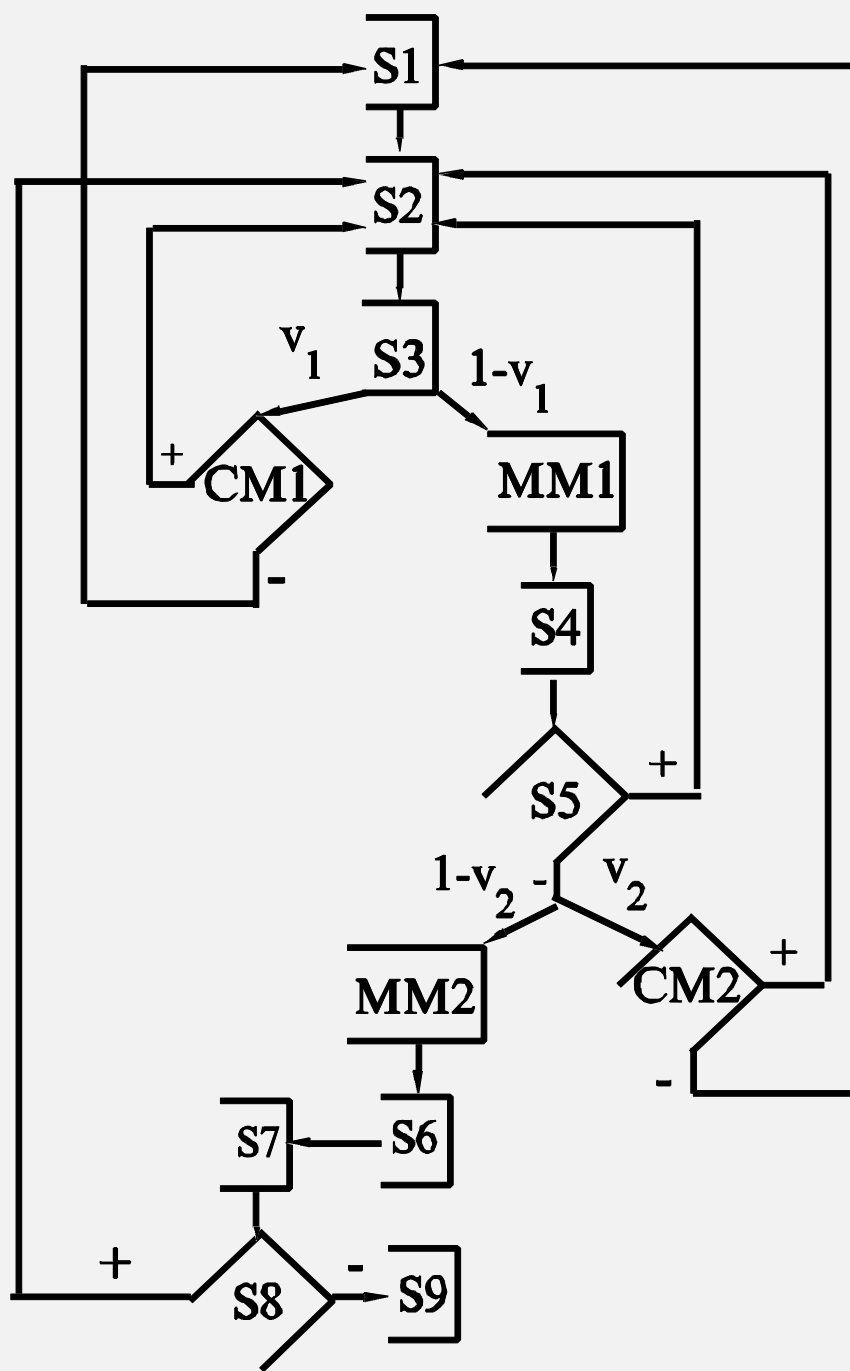 S1
S2
S3
v1
1-v1
CM1
+
-
MM1
S4
S5
+
-
1-v2
v2
MM2
CM2
+
-
S6
S7
S8
+
-
S9